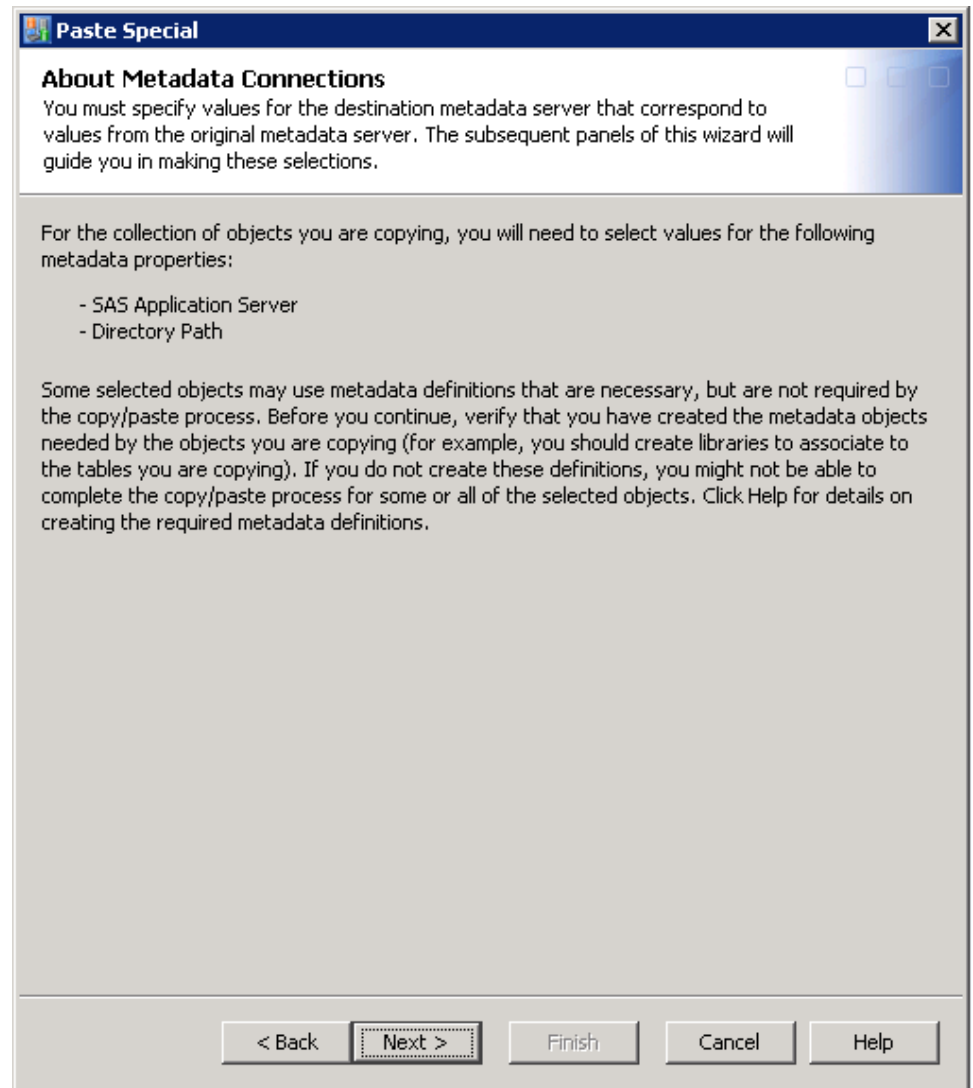 Paste Special
About Metadata Connections
You must specify values for the destination metadata server that correspond to
values from the original metadata server. The subsequent panels of this wizard will
guide you in making these selections.
For the collection of objects you are copying, you will need to select values for the following
metadata properties:
- SAS Application Server
- Directory Path
Some selected objects may use metadata definitions that are necessary, but are not required by
the copy/paste process. Before you continue, verify that you have created the metadata objects
needed by the objects you are copying (for example, you should create libraries to associate to
the tables you are copying). If you do not create these definitions, you might not be able to
complete the copy/paste process for some or all of the selected objects. Click Help for details on
creating the required metadata definitions.
< Back Next > Finish Cancel Help